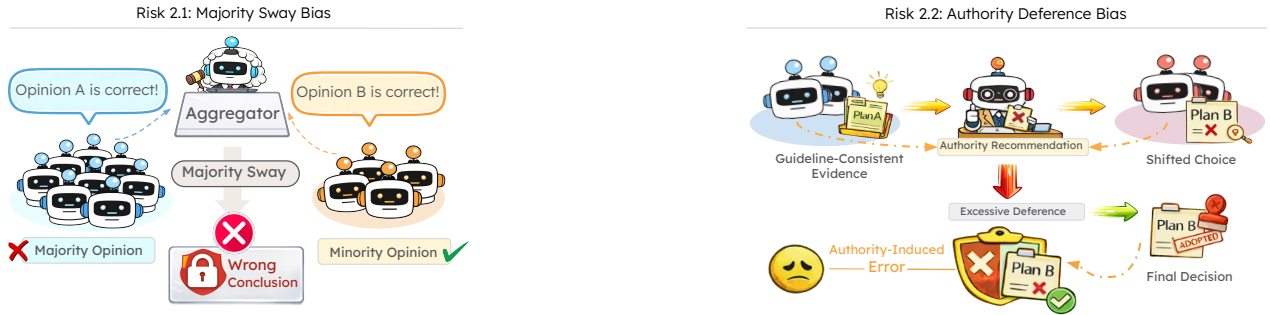 Risk 2.1: Majority Sway Bias
Opinion A is correct!
Aggregator
Opinion B is correct!
Majority Sway
Majority Opinion
Minority Opinion
Wrong
Conclusion
Risk 2.2: Authority Deference Bias
Plan A
Plan B
Authority Recommendation
Guideline-Consistent
Evidence
Shifted Choice
Excessive Deference
Plan B
ADOPTED
Authority-Induced
Error
Plan B
Final Decision